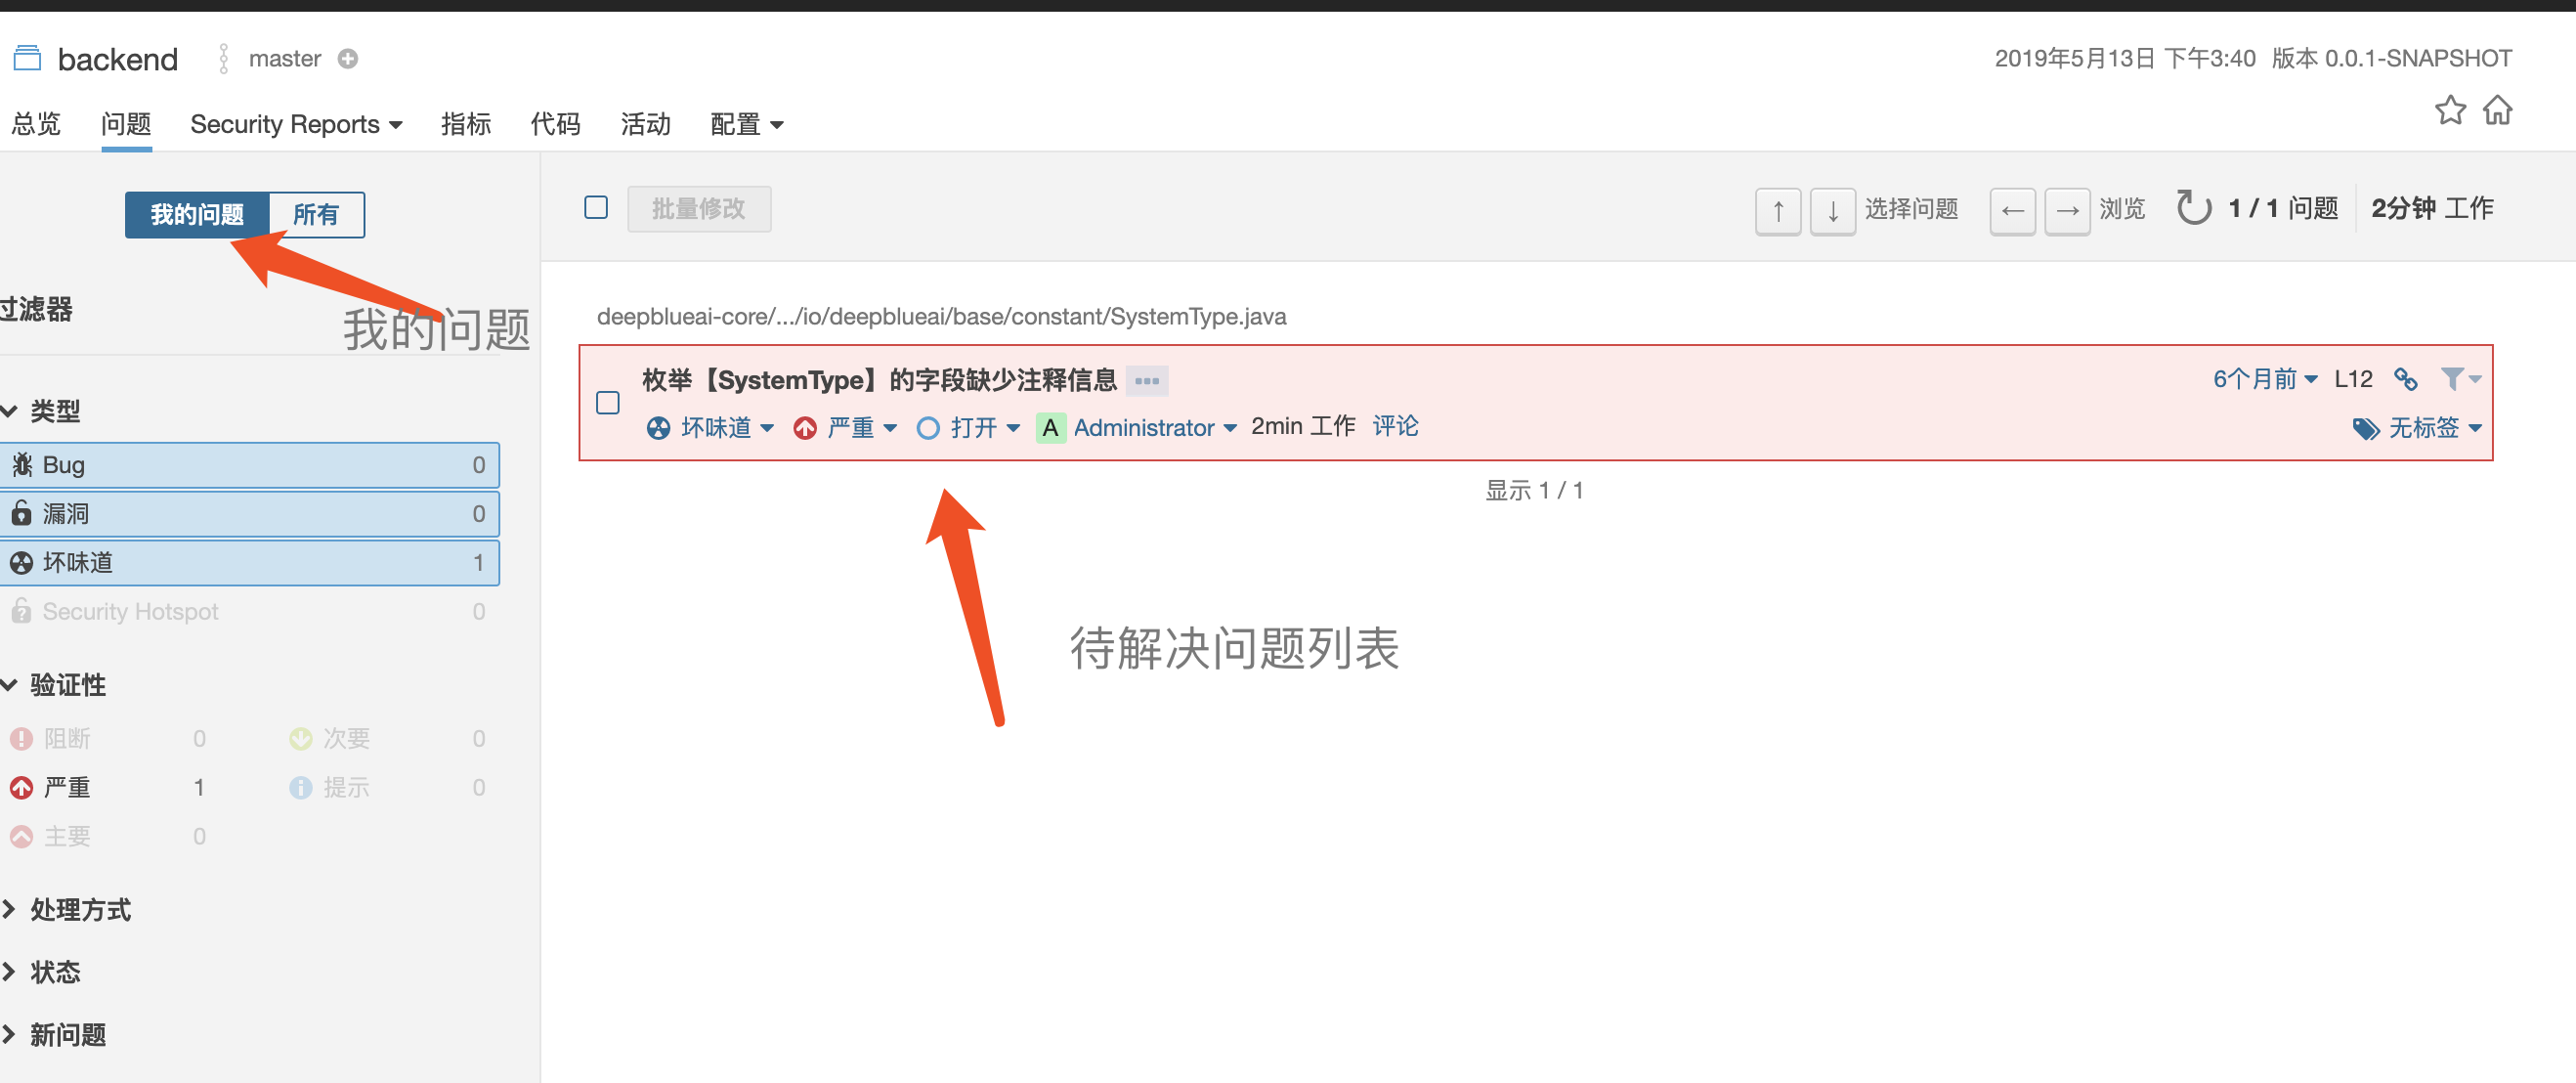 backend master
2019年5月13日 下午3:40 版本 0.0.1-SNAPSHOT
总览 问题 Security Reports 指标 代码 活动 配置
我的问题 所有
批量修改
↑ ↓ 选择问题 ← → 浏览 1 / 1 问题 2分钟 工作
过滤器
我的问题
类型
Bug 0
漏洞 0
坏味道 1
Security Hotspot 0
验证性
阻断 0 次要 0
严重 1 提示 0
主要 0
处理方式
状态
新问题
deepblueai-core/.../io/deepblueai/base/constant/SystemType.java
枚举【SystemType】的字段缺少注释信息
6个月前 L12
坏味道 严重 打开 A Administrator 2min 工作 评论
无标签
显示 1 / 1
待解决问题列表